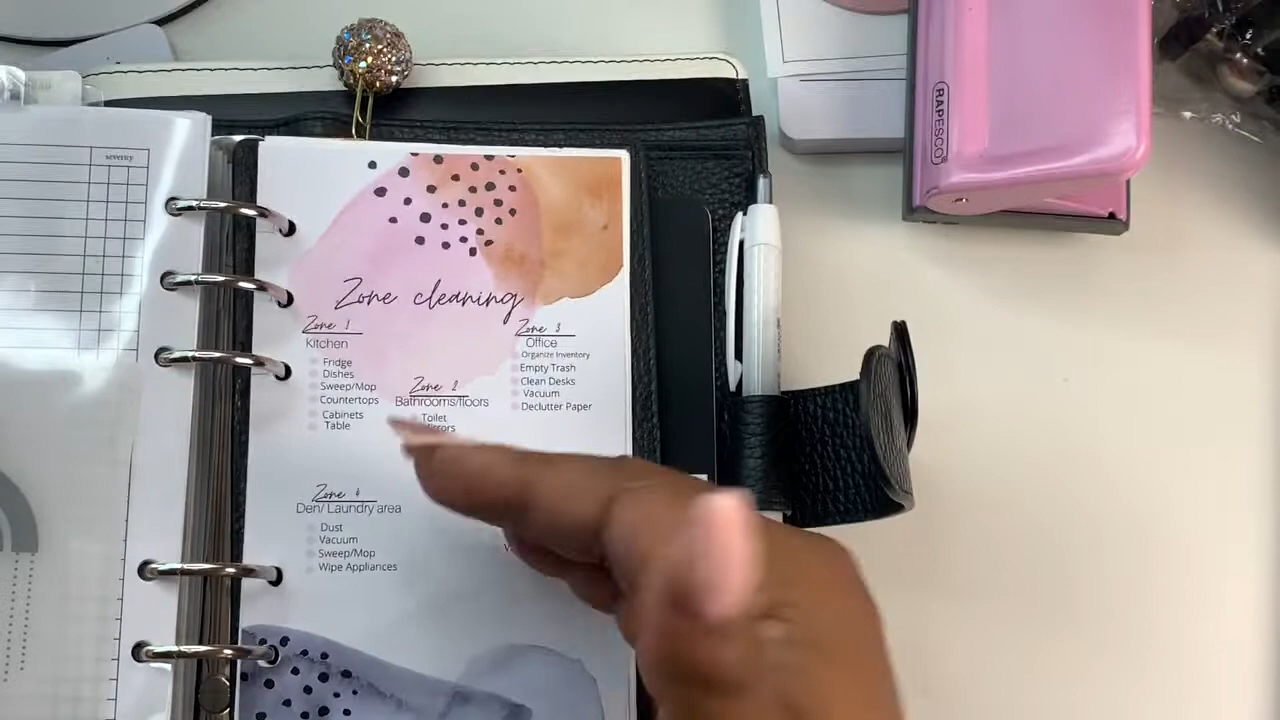 severity
RAPESCO
Zone cleaning
Zone 1
Kitchen
Fridge
Dishes
Sweep/Mop
Countertops
Cabinets
Table
Zone 2
Bathrooms/floors
Toilet
Zone 3
Office
Organize Inventory
Empty Trash
Clean Desks
Vacuum
Declutter Paper
Zone 4
Den/ Laundry area
Dust
Vacuum
Sweep/Mop
Wipe Appliances